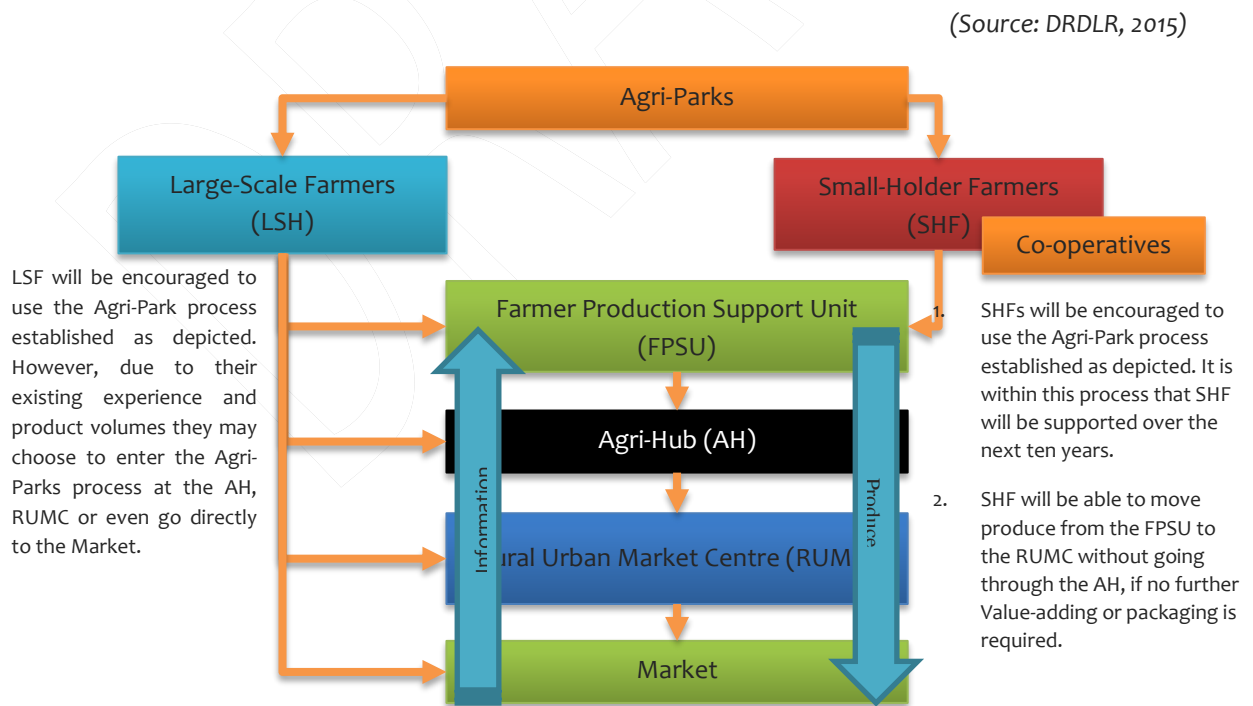 (Source: DRDLR, 2015)
Agri-Parks
Large-Scale Farmers
(LSH)
Small-Holder Farmers
(SHF)
Co-operatives
LSF will be encouraged to
use the Agri-Park process
established as depicted.
However, due to their
existing experience and
product volumes they may
choose to enter the Agri-
Parks process at the AH,
RUMC or even go directly
to the Market.
Farmer Production Support Unit
(FPSU)
Agri-Hub (AH)
ural Urban Market Centre (RUM
Market
Information
Produce
1. SHFs will be encouraged to
use the Agri-Park process
established as depicted. It is
within this process that SHF
will be supported over the
next ten years.
2. SHF will be able to move
produce from the FPSU to
the RUMC without going
through the AH, if no further
Value-adding or packaging is
required.